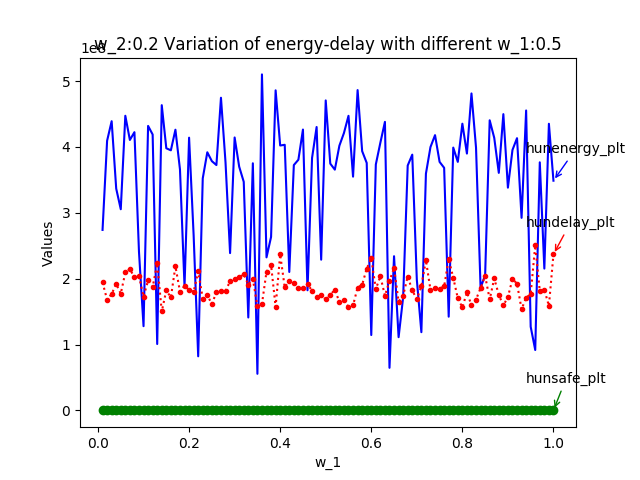 w_2:0.2 Variation of energy-delay with different w_1:0.5
1e8
5
4
3
2
1
0
Values
hunenergy_plt
hundelay_plt
hunsafe_plt
0.0 0.2 0.4 0.6 0.8 1.0
w_1